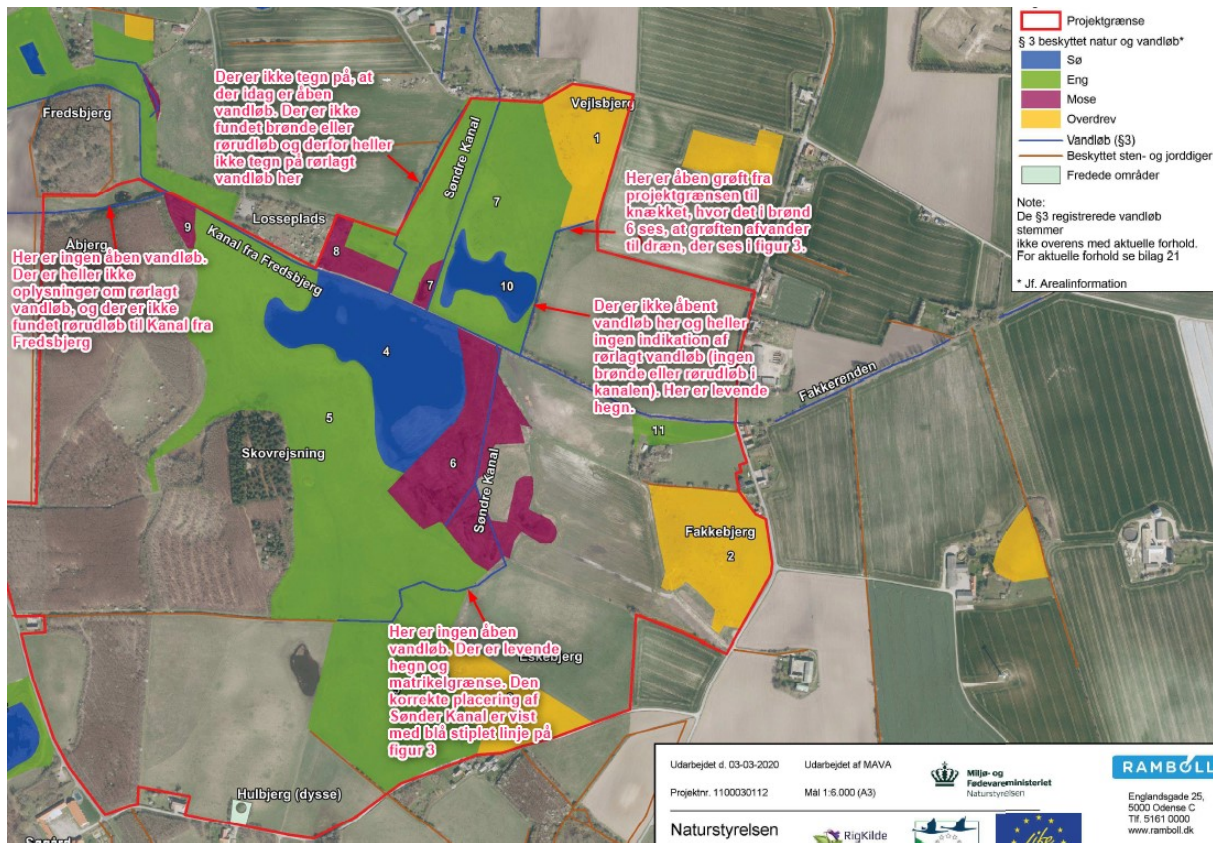 Projektgrænse
§ 3 beskyttet natur og vandløb*
Sø
Eng
Mose
Overdrev
Vandløb (§3)
Beskyttet sten- og jorddiger
Fredede områder
Note:
De §3 registrerede vandløb
stemmer
ikke overens med aktuelle forhold.
For aktuelle forhold se bilag 21
* Jf. Arealinformation
Fredsbjerg
Der er ikke tegn på, at
der idag er åben
vandløb. Der er ikke
fundet brønde eller
rørudløb og derfor heller
ikke tegn på rørlagt
vandløb her
Søndre Kanal
Vejlsbjerg
1
7
Her er åben grøft fra
projektgrænsen til
knækket, hvor det i brønd
6 ses, at grøften afvander
til dræn, der ses i figur 3.
Losseplads
9
8
7
10
Åbjerg
Kanal fra Fredsbjerg
Her er ingen åben vandløb.
Der er heller ikke
oplysninger om rørlagt
vandløb, og der er ikke
fundet rørudløb til Kanal fra
Fredsbjerg
Der er ikke åbent
vandløb her og heller
ingen indikation af
rørlagt vandløb (ingen
brønde eller rørudløb i
kanalen). Her er levende
hegn.
4
Fakkerenden
5
11
Skovrejsning
6
Søndre Kanal
Fakkebjerg
2
Her er ingen åben
vandløb. Der er levende
hegn og
matrikelgrænse. Den
korrekte placering af
Sønder Kanal er vist
med blå stiplet linje på
figur 3
Eskebjerg
Hulbjerg (dysse)
Søgård
Udarbejdet d. 03-03-2020
Udarbejdet af MAVA
Projektnr. 1100030112
Mål 1:6.000 (A3)
Miljø- og
Fødevareministeriet
Naturstyrelsen
RAMBOLL
Englandsgade 25,
5000 Odense C
Tlf. 5161 0000
www.ramboll.dk
Naturstyrelsen
RigKilde
life